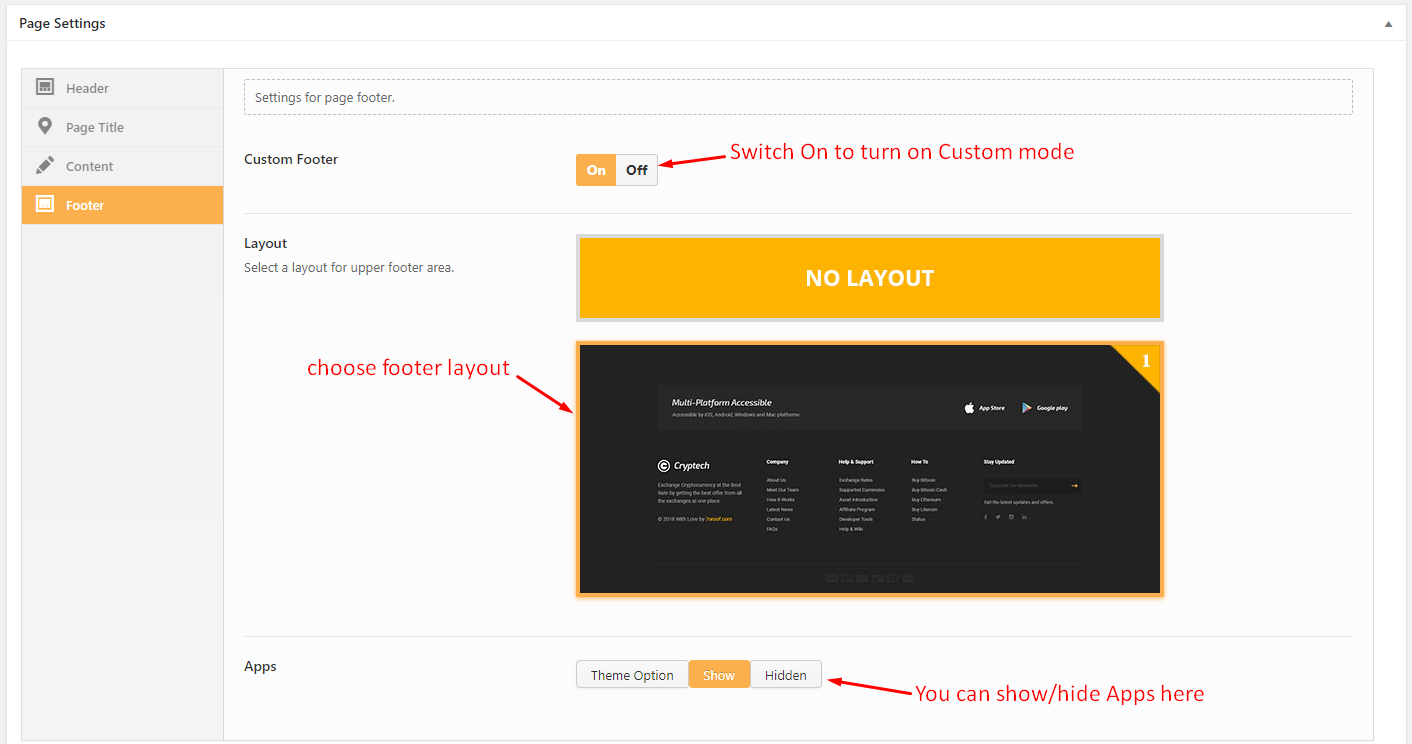 Page Settings
Header
Page Title
Content
Footer
Settings for page footer.
Custom Footer
On Off
Switch On to turn on Custom mode
Layout
Select a layout for upper footer area.
NO LAYOUT
choose footer layout
1
Multi-Platform Accessible
Accessible by iOS, Android, Windows and Mac platforms
App Store
Google play
Cryptech
Exchange Cryptocurrency at the Best
Rate by getting the best offer from all
the exchanges at one place.
© 2018 With Love by 7oroof.com
Company
About Us
Meet Our Team
How It Works
Latest News
Contact Us
FAQs
Help & Support
Exchange Rates
Supported Currencies
Asset Introduction
Affiliate Program
Developer Tools
Help & Wiki
How To
Buy Bitcoin
Buy Bitcoin Cash
Buy Ethereum
Buy Litecoin
Status
Stay Updated
Subscribe Our Newsletter
Get the latest updates and offers.
Apps
Theme Option Show Hidden
You can show/hide Apps here